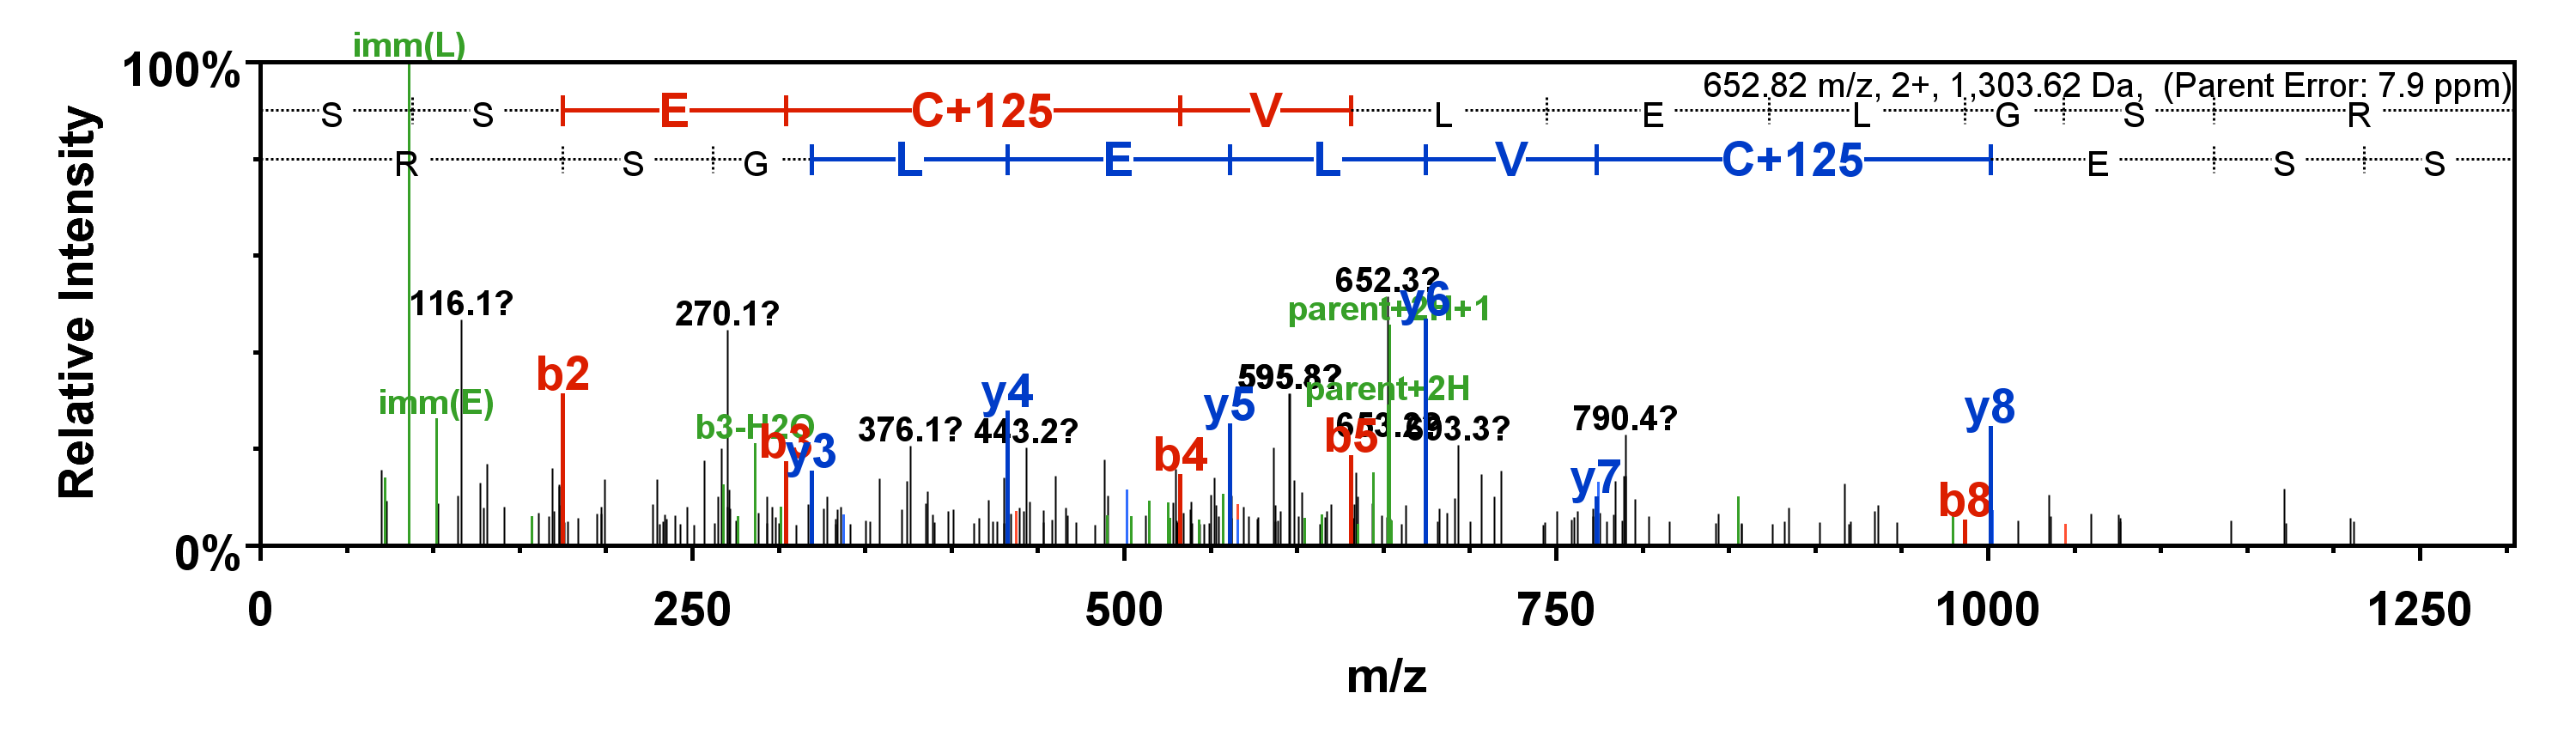 imm(L)
100%
652.82 m/z, 2+, 1,303.62 Da, (Parent Error: 7.9 ppm)
S S E C+125 V L E L G S R
R S G L E L V C+125 E S S
Relative Intensity
652.3?
116.1? 270.1? parent+2H+1 y6
b2 595.8? parent+2H
imm(E) y4 y5 y8
b3-H2O 376.1? 443.2? 653.2? 693.3? 790.4?
b3 y3 b4 b5 y7 b8
0%
0 250 500 750 1000 1250
m/z